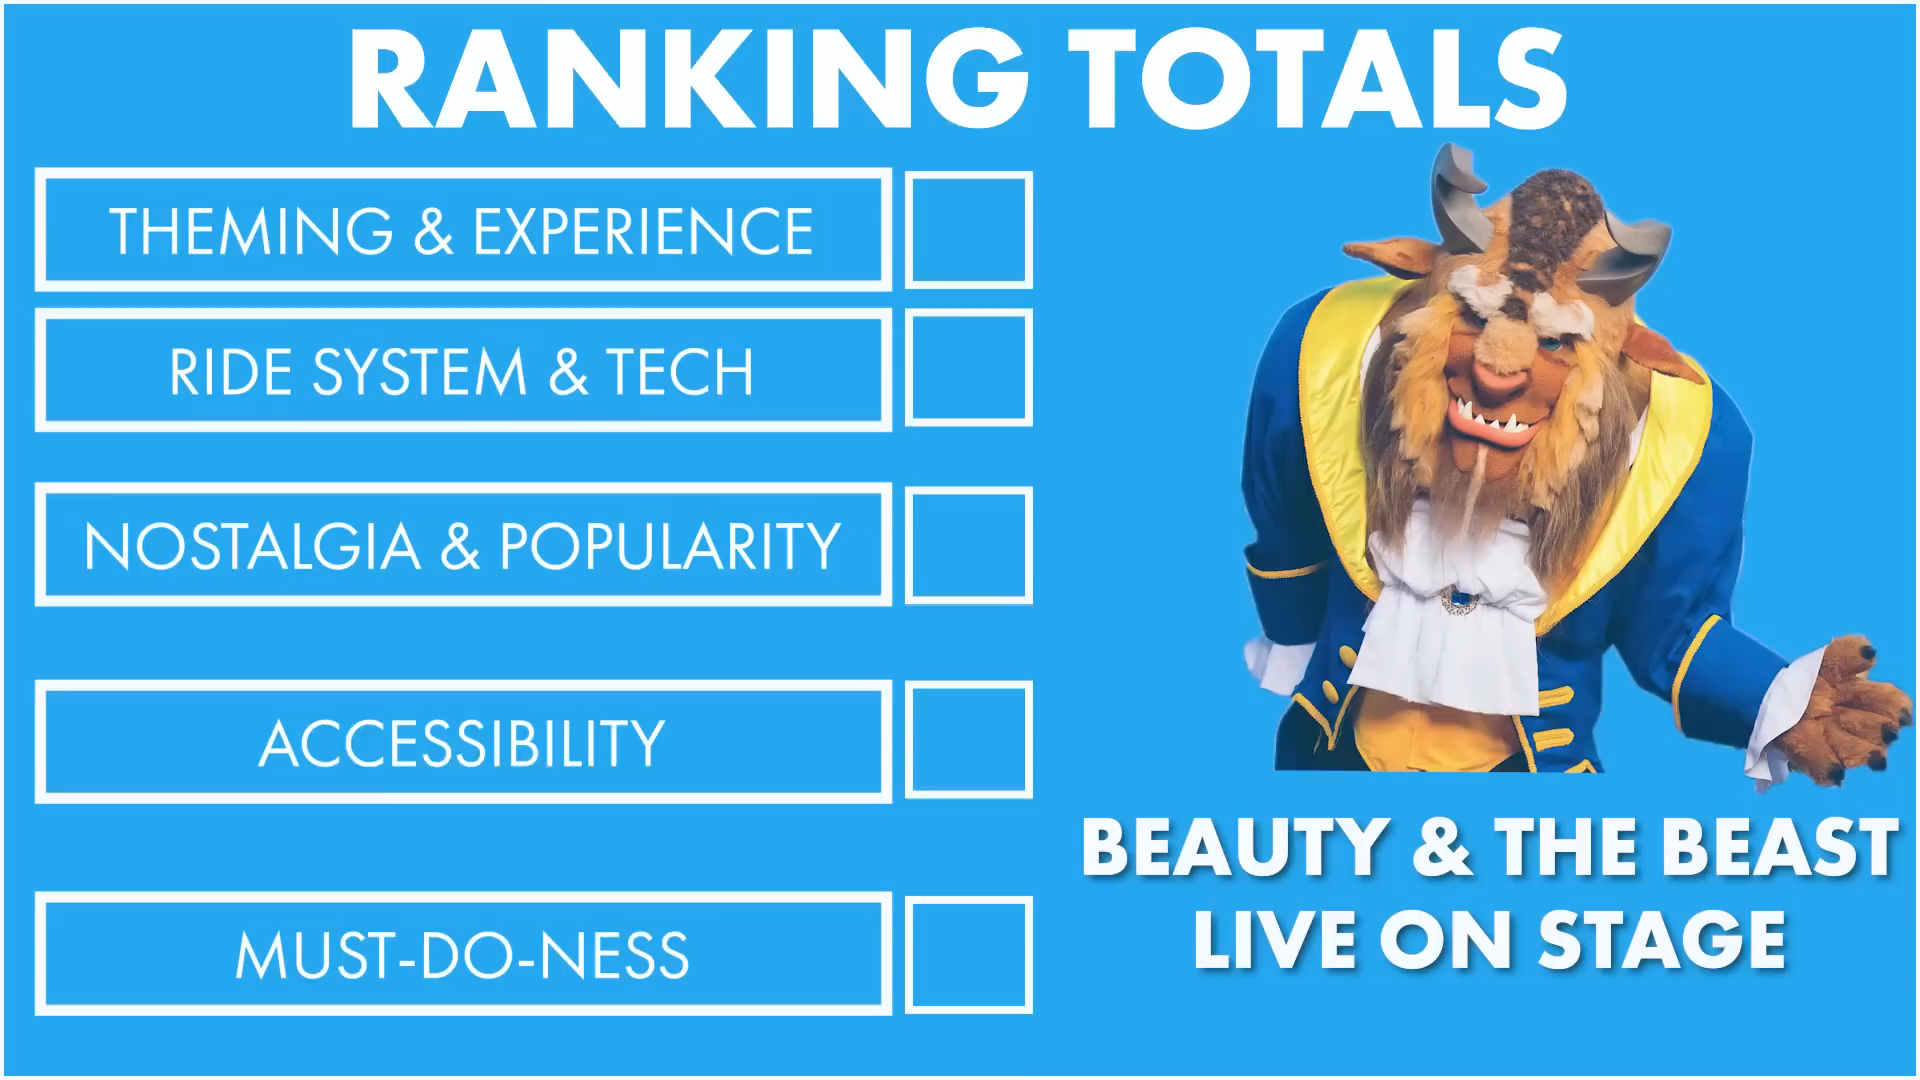 RANKING TOTALS
THEMING & EXPERIENCE
RIDE SYSTEM & TECH
NOSTALGIA & POPULARITY
ACCESSIBILITY
MUST-DO-NESS
BEAUTY & THE BEAST
LIVE ON STAGE